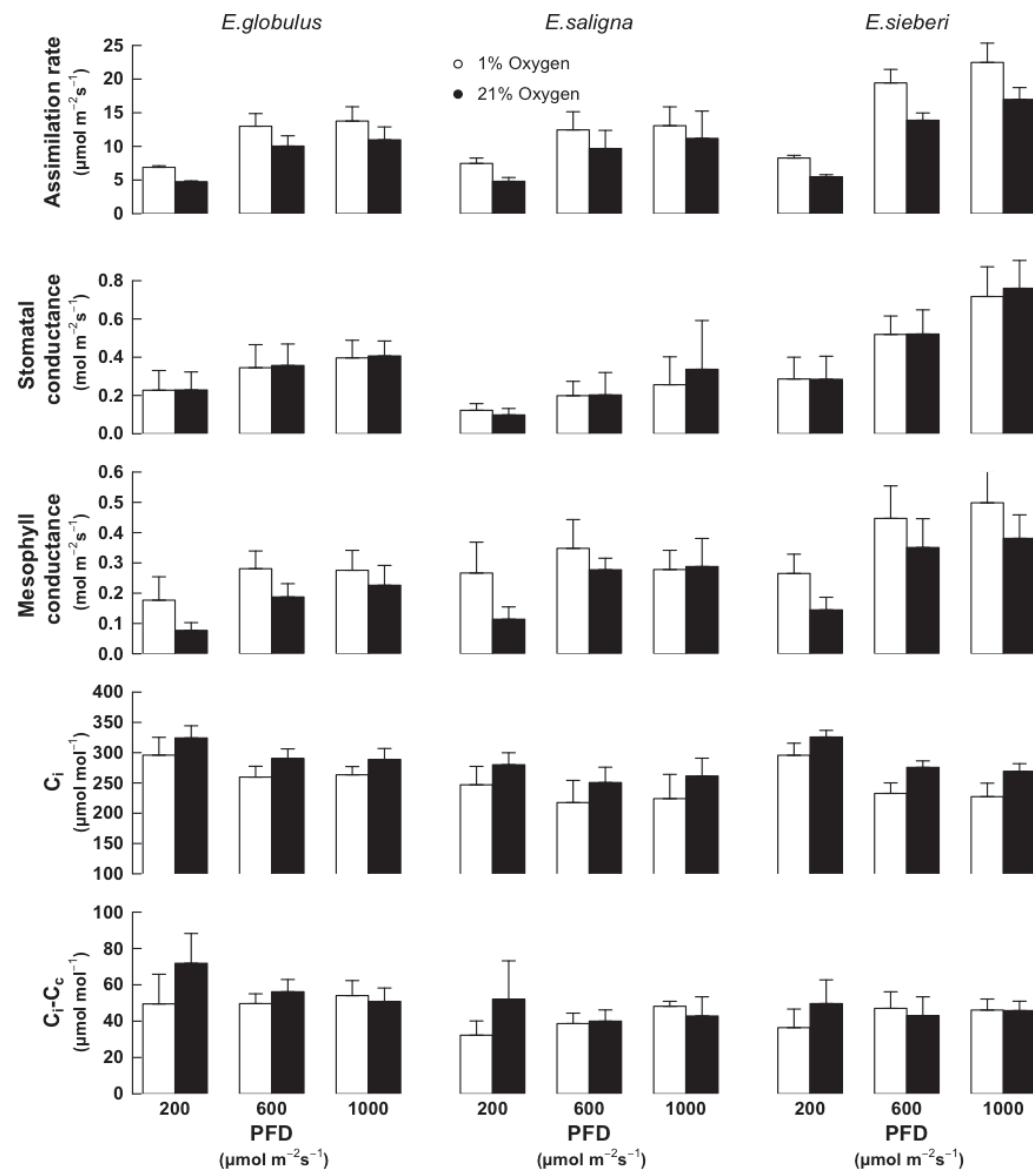 E.globulus E.saligna E.sieberi
1% Oxygen
21% Oxygen
Assimilation rate
(µmol m⁻²s⁻¹)
25
20
15
10
5
0
Stomatal
conductance
(mol m⁻²s⁻¹)
0.8
0.6
0.4
0.2
0.0
Mesophyll
conductance
(mol m⁻²s⁻¹)
0.6
0.5
0.4
0.3
0.2
0.1
0.0
Cᵢ
(µmol mol⁻¹)
400
350
300
250
200
150
100
Cᵢ-C꜀
(µmol mol⁻¹)
100
80
60
40
20
0
200 600 1000 200 600 1000 200 600 1000
PFD PFD PFD
(µmol m⁻²s⁻¹) (µmol m⁻²s⁻¹) (µmol m⁻²s⁻¹)